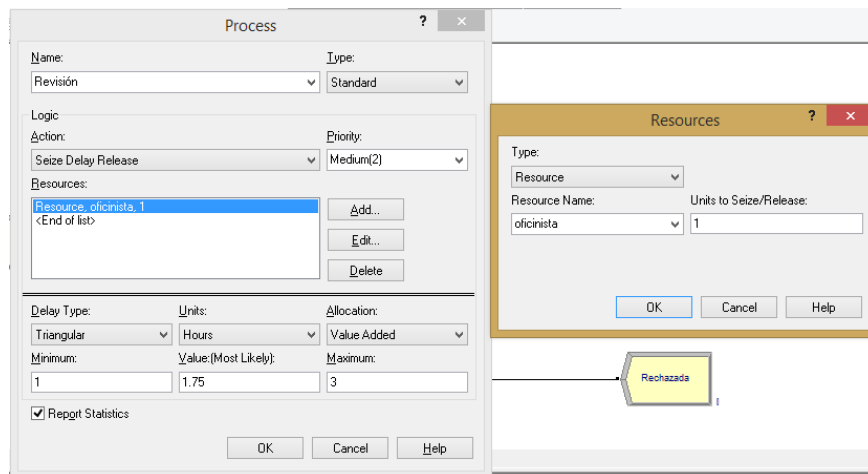 Process
? ×
Name:
Type:
Revisión
Standard
Logic
Action:
Priority:
Seize Delay Release
Medium(2)
Resources:
Resource, oficinista, 1
<End of list>
Add...
Edit...
Delete
Delay Type:
Units:
Allocation:
Triangular
Hours
Value Added
Minimum:
Value:(Most Likely):
Maximum:
1
1.75
3
Report Statistics
OK
Cancel
Help
Resources
? ×
Type:
Resource
Resource Name:
Units to Seize/Release:
oficinista
1
OK
Cancel
Help
Rechazada